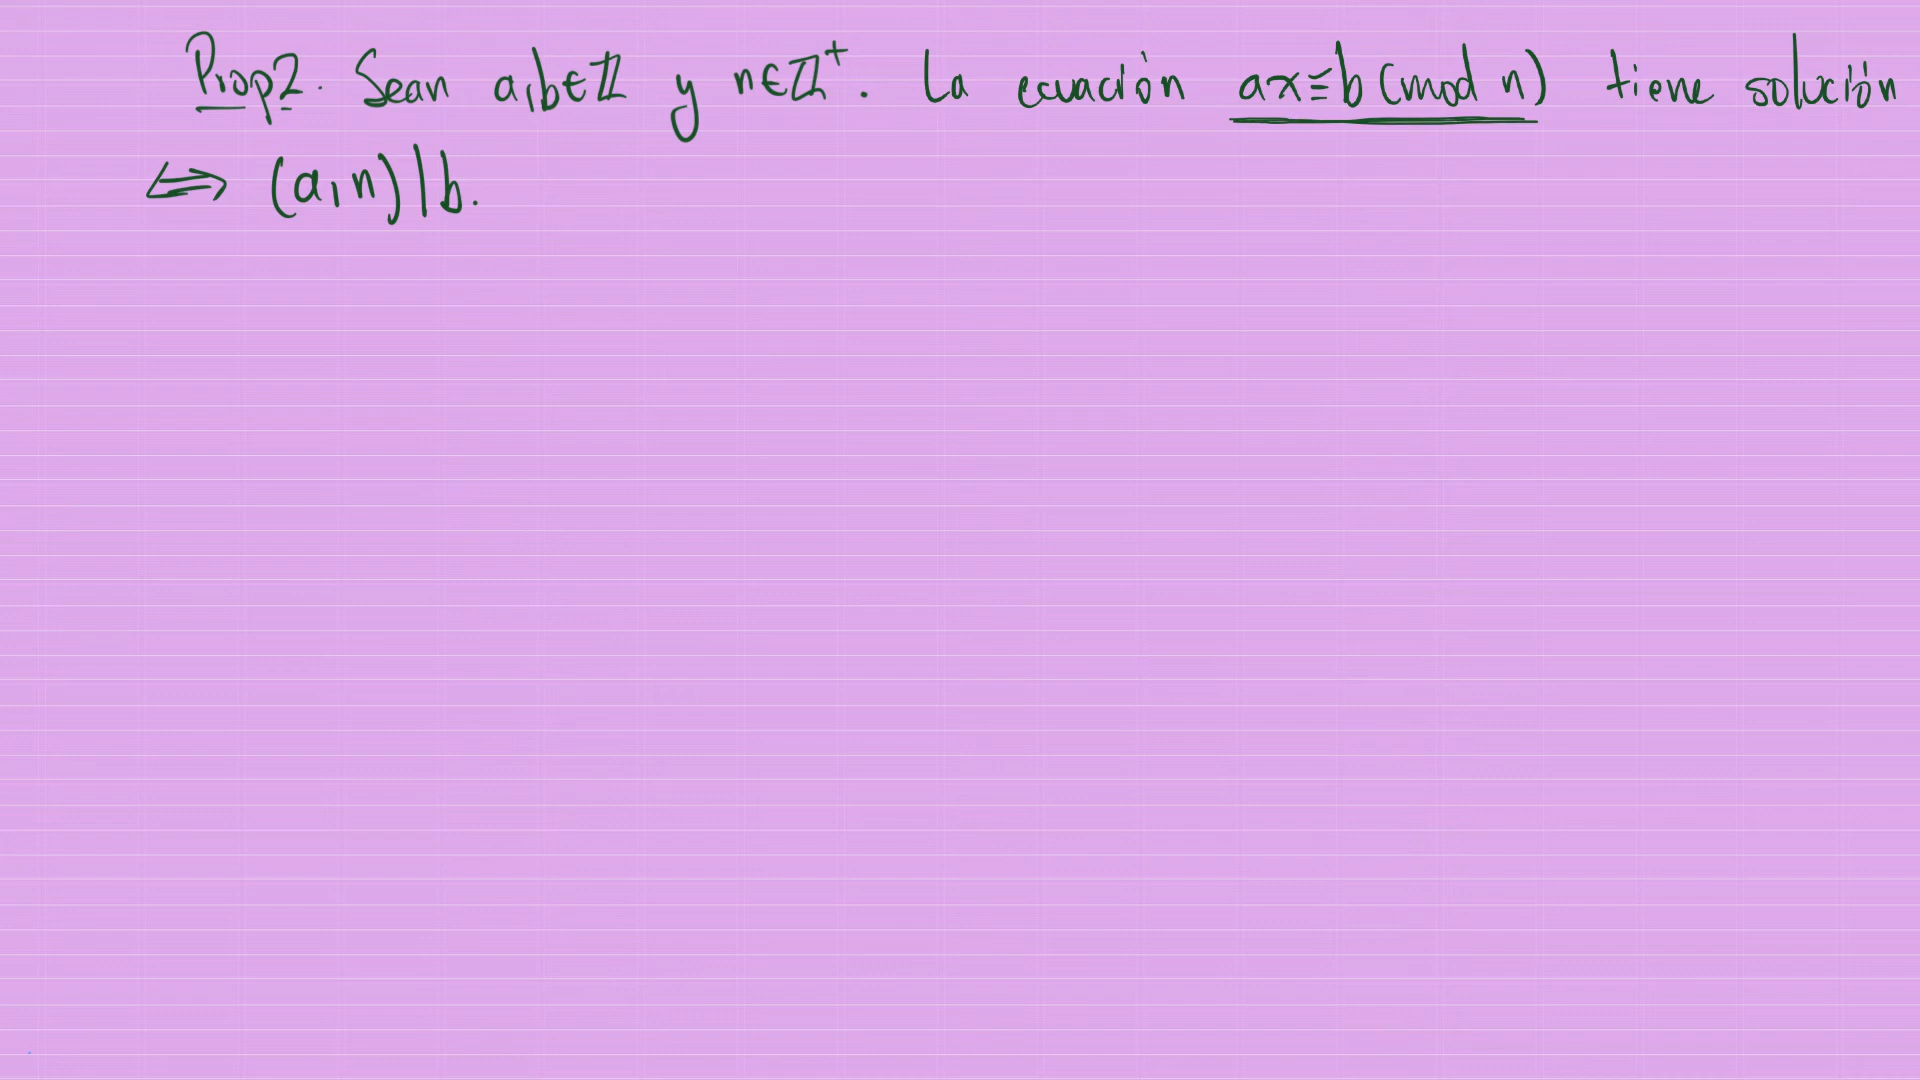 Prop2. Sean a,b∈ℤ y n∈ℤ⁺. La ecuación ax≡b (mod n) tiene solución
⟺ (a,n)|b.